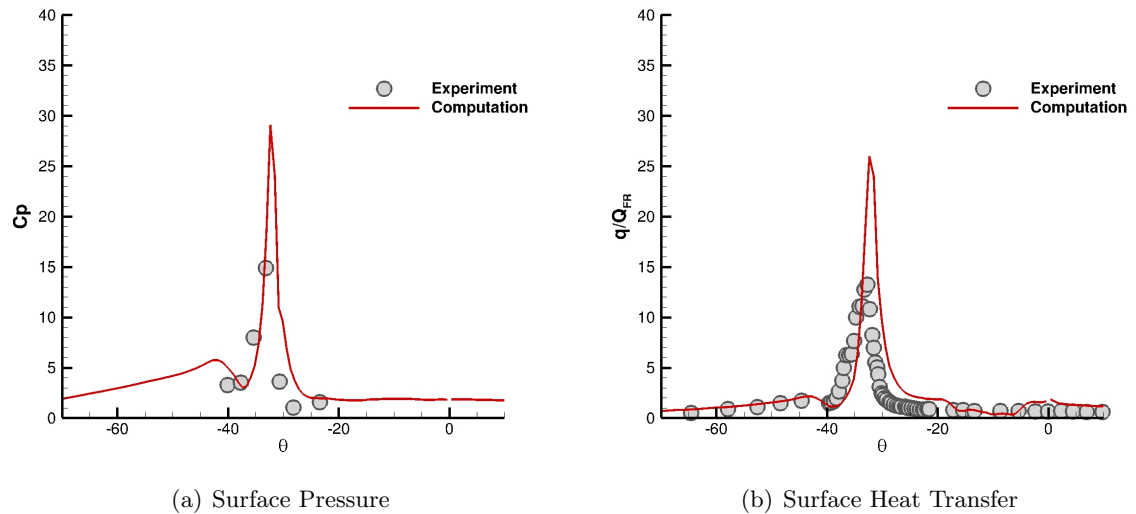 40
35
30
25
20
15
10
5
0
Cp
-60
-40
-20
0
θ
Experiment
Computation
(a) Surface Pressure
40
35
30
25
20
15
10
5
0
q/Q_FR
-60
-40
-20
0
θ
Experiment
Computation
(b) Surface Heat Transfer